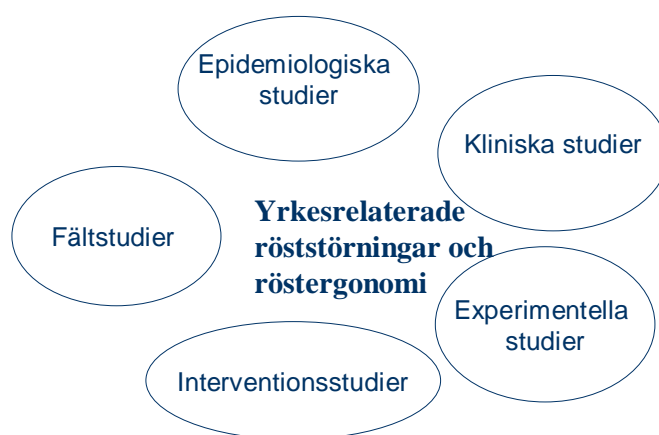 Epidemiologiska
studier
Kliniska studier
Yrkesrelaterade
röststörningar och
röstergonomi
Fältstudier
Experimentella
studier
Interventionsstudier